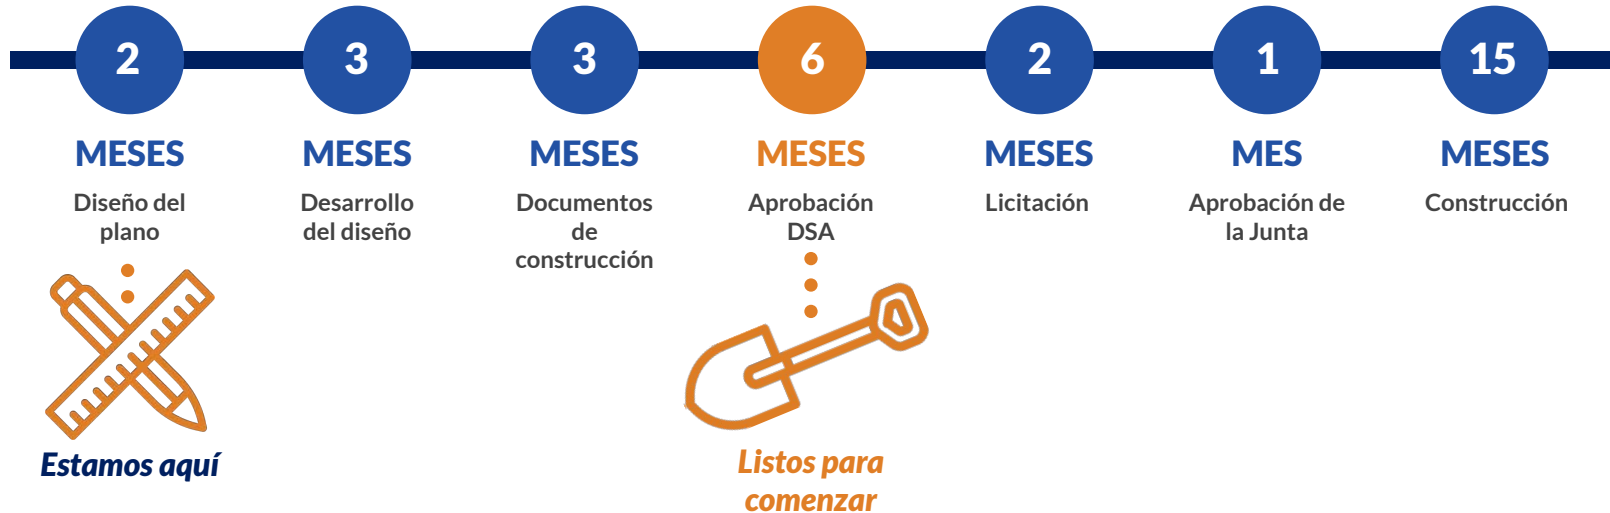 2
MESES
Diseño del
plano
Estamos aquí
3
MESES
Desarrollo
del diseño
3
MESES
Documentos
de
construcción
6
MESES
Aprobación
DSA
Listos para
comenzar
2
MESES
Licitación
1
MES
Aprobación de
la Junta
15
MESES
Construcción